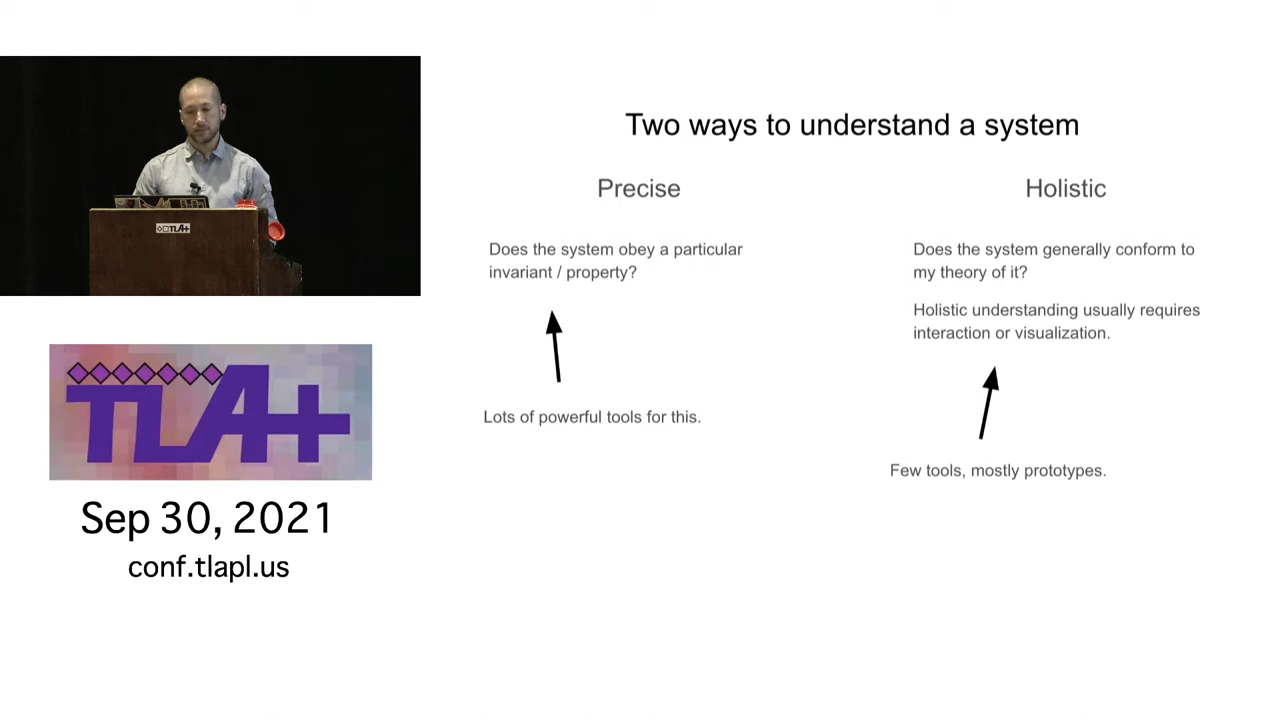 Two ways to understand a system
Precise
Does the system obey a particular
invariant / property?
Lots of powerful tools for this.
Holistic
Does the system generally conform to
my theory of it?
Holistic understanding usually requires
interaction or visualization.
Few tools, mostly prototypes.
TLA+
TLA+
Sep 30, 2021
conf.tlapl.us